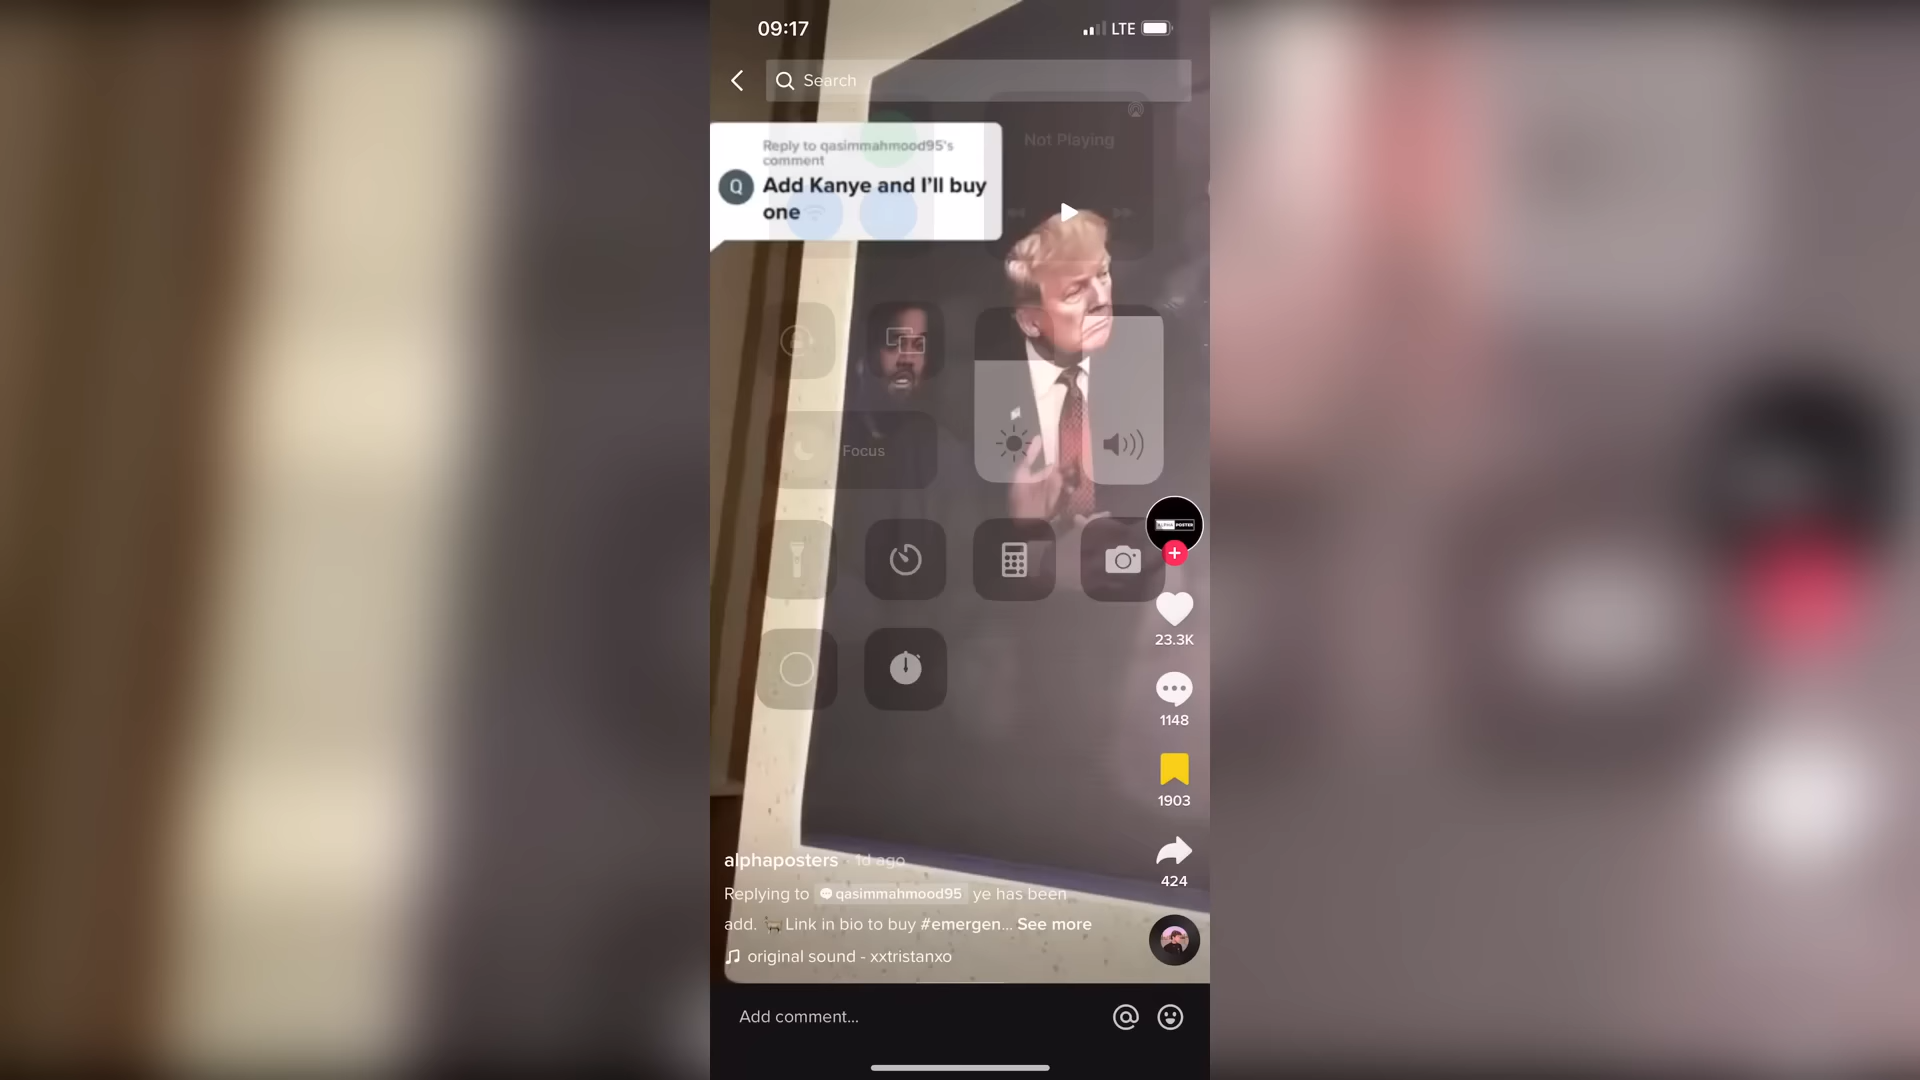 09:17
LTE
Search
Not Playing
Reply to qasimmahmood95's
comment
Q
Add Kanye and I'll buy
one
Focus
23.3K
1148
1903
424
alphaposters · 1d ago
Replying to qasimmahmood95 ye has been
add. Link in bio to buy #emergen... See more
original sound - xxtristanxo
Add comment...